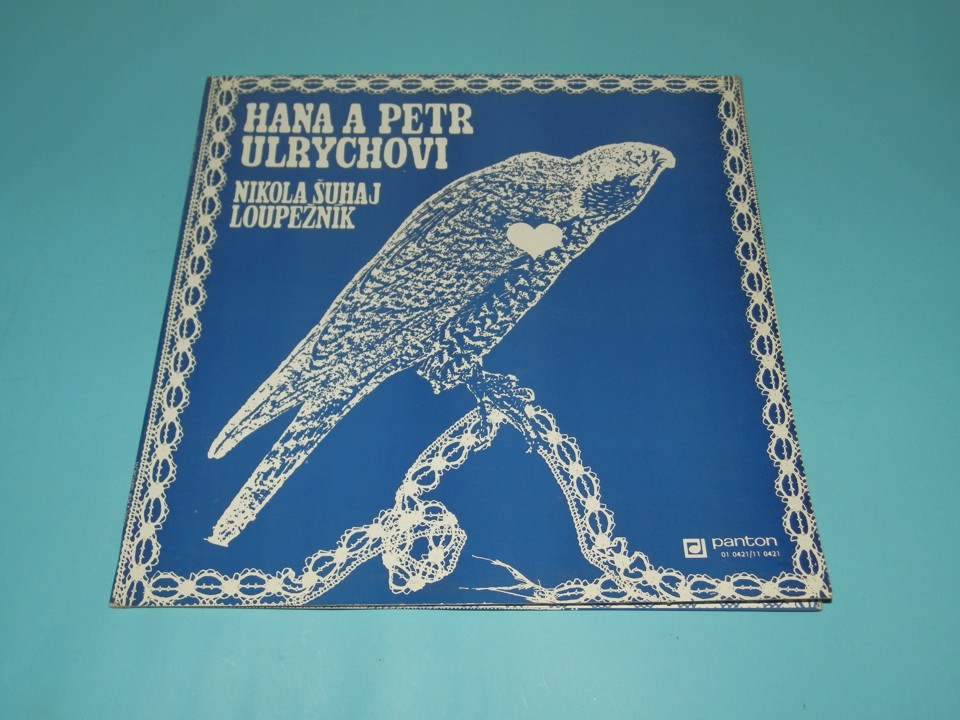 HANA A PETR
ULRYCHOVI
NIKOLA ŠUHAJ
LOUPEŽNÍK
panton
01 0421/11 0421